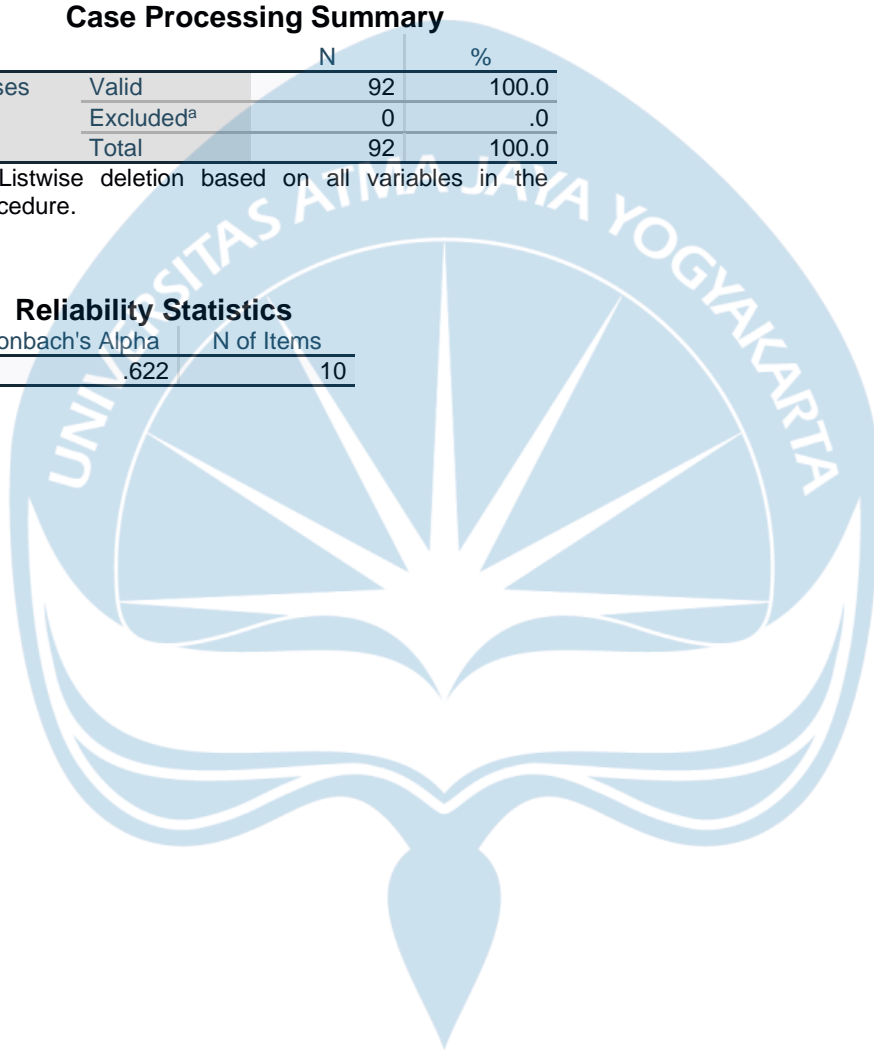 Case Processing Summary
N %
ses Valid 92 100.0
Excludedᵃ 0 .0
Total 92 100.0
Listwise deletion based on all variables in the
cedure.
UNIVERSITAS ATMA JAYA YOGYAKARTA
Reliability Statistics
onbach's Alpha N of Items
.622 10